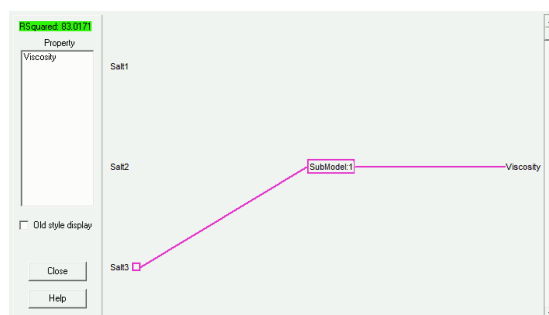 RSquared: 83.0171
Property
Viscosity
Old style display
Close
Help
Salt1
Salt2
SubModel:1
Viscosity
Salt3